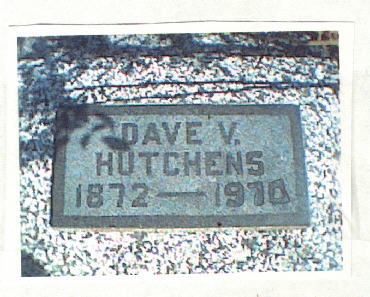 DAVE V.
HUTCHENS
1872 — 1970